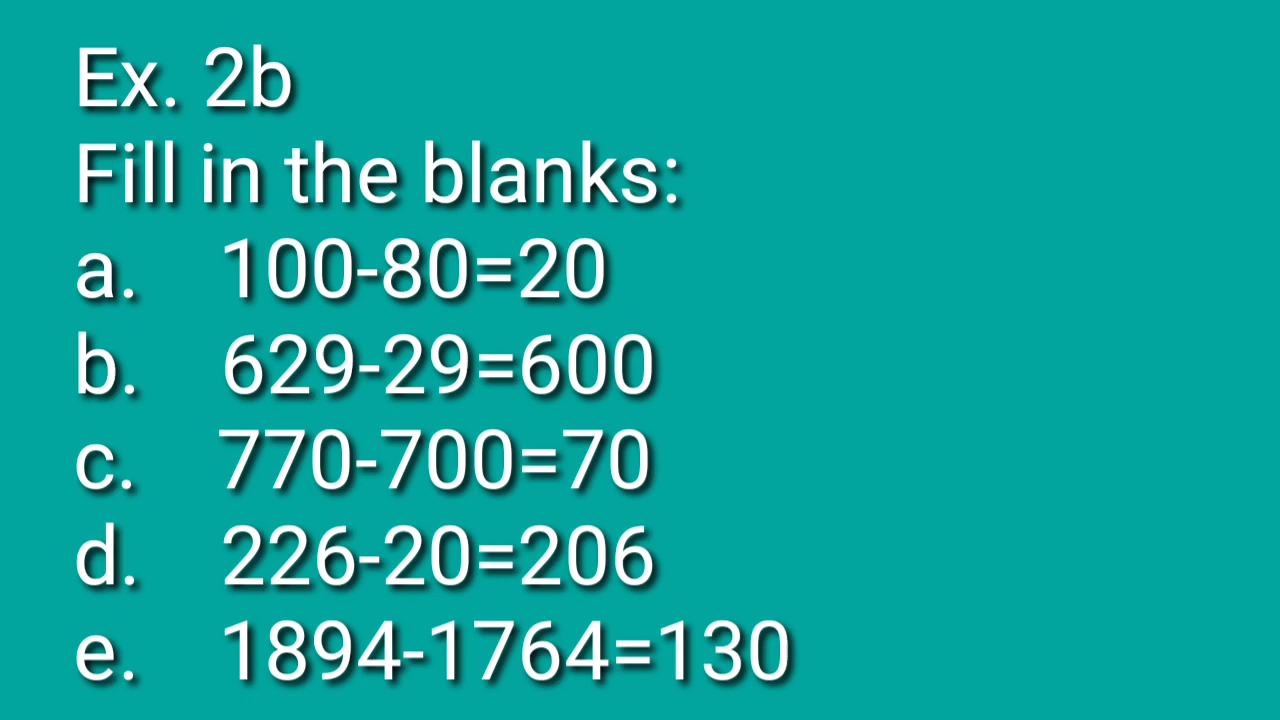 Ex. 2b
Fill in the blanks:
a. 100-80=20
b. 629-29=600
c. 770-700=70
d. 226-20=206
e. 1894-1764=130